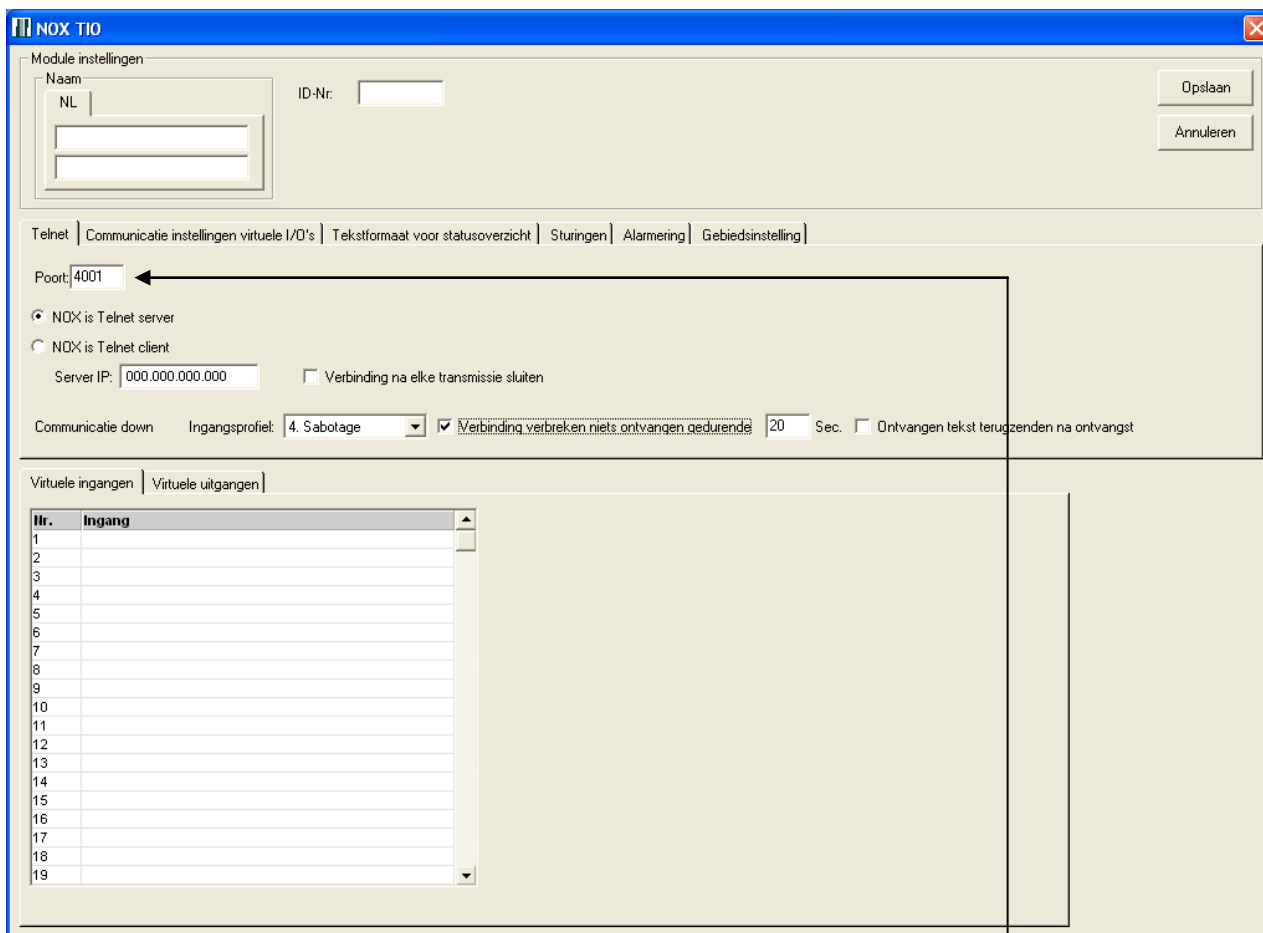 NOX TIO
Module instellingen
Naam
NL
ID-Nr:
Opslaan
Annuleren
Telnet Communicatie instellingen virtuele I/O's Tekstformaat voor statusoverzicht Sturingen Alarmering Gebiedsinstelling
Poort: 4001
NOX is Telnet server
NOX is Telnet client
Server IP: 000.000.000.000 Verbinding na elke transmissie sluiten
Communicatie down Ingangsprofiel: 4. Sabotage Verbinding verbreken niets ontvangen gedurende 20 Sec. Ontvangen tekst terugzenden na ontvangst
Virtuele ingangen Virtuele uitgangen
Nr. Ingang
1
2
3
4
5
6
7
8
9
10
11
12
13
14
15
16
17
18
19